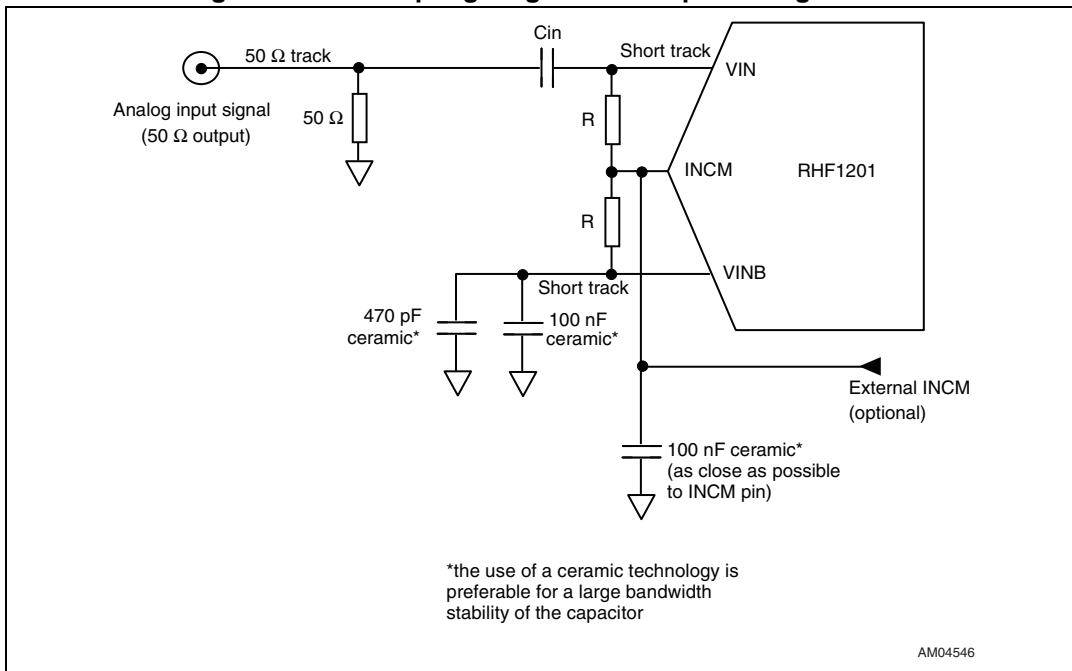 Cin
50 Ω track
Short track
VIN
Analog input signal
(50 Ω output)
50 Ω
R
INCM
RHF1201
R
VINB
Short track
470 pF
ceramic*
100 nF
ceramic*
External INCM
(optional)
100 nF ceramic*
(as close as possible
to INCM pin)
*the use of a ceramic technology is
preferable for a large bandwidth
stability of the capacitor
AM04546